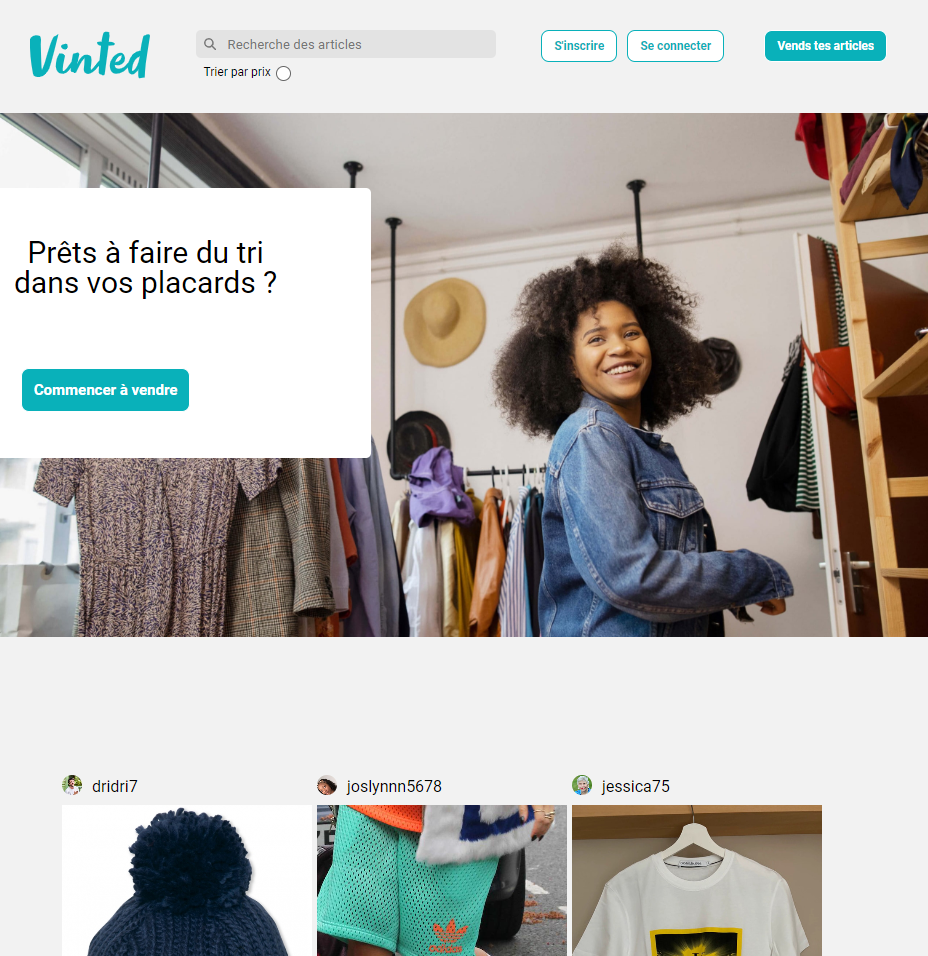 Vinted
Recherche des articles
Trier par prix
S'inscrire
Se connecter
Vends tes articles
Prêts à faire du tri
dans vos placards ?
Commencer à vendre
dridri7
joslynnn5678
jessica75